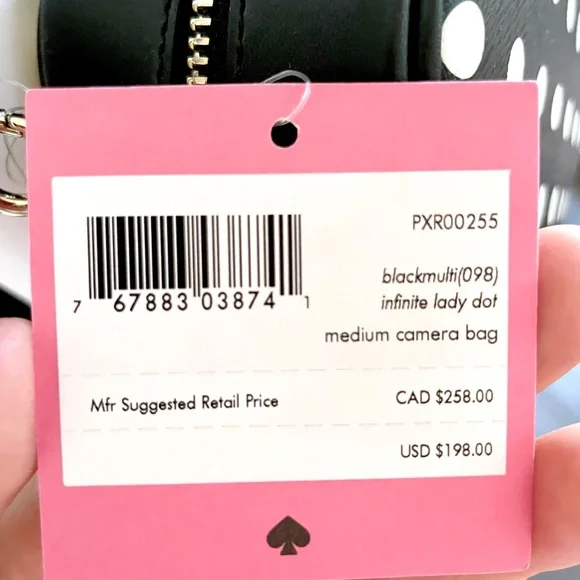 PXR00255
7 67883 03874 1
blackmulti(098)
infinite lady dot
medium camera bag
Mfr Suggested Retail Price CAD $258.00
USD $198.00